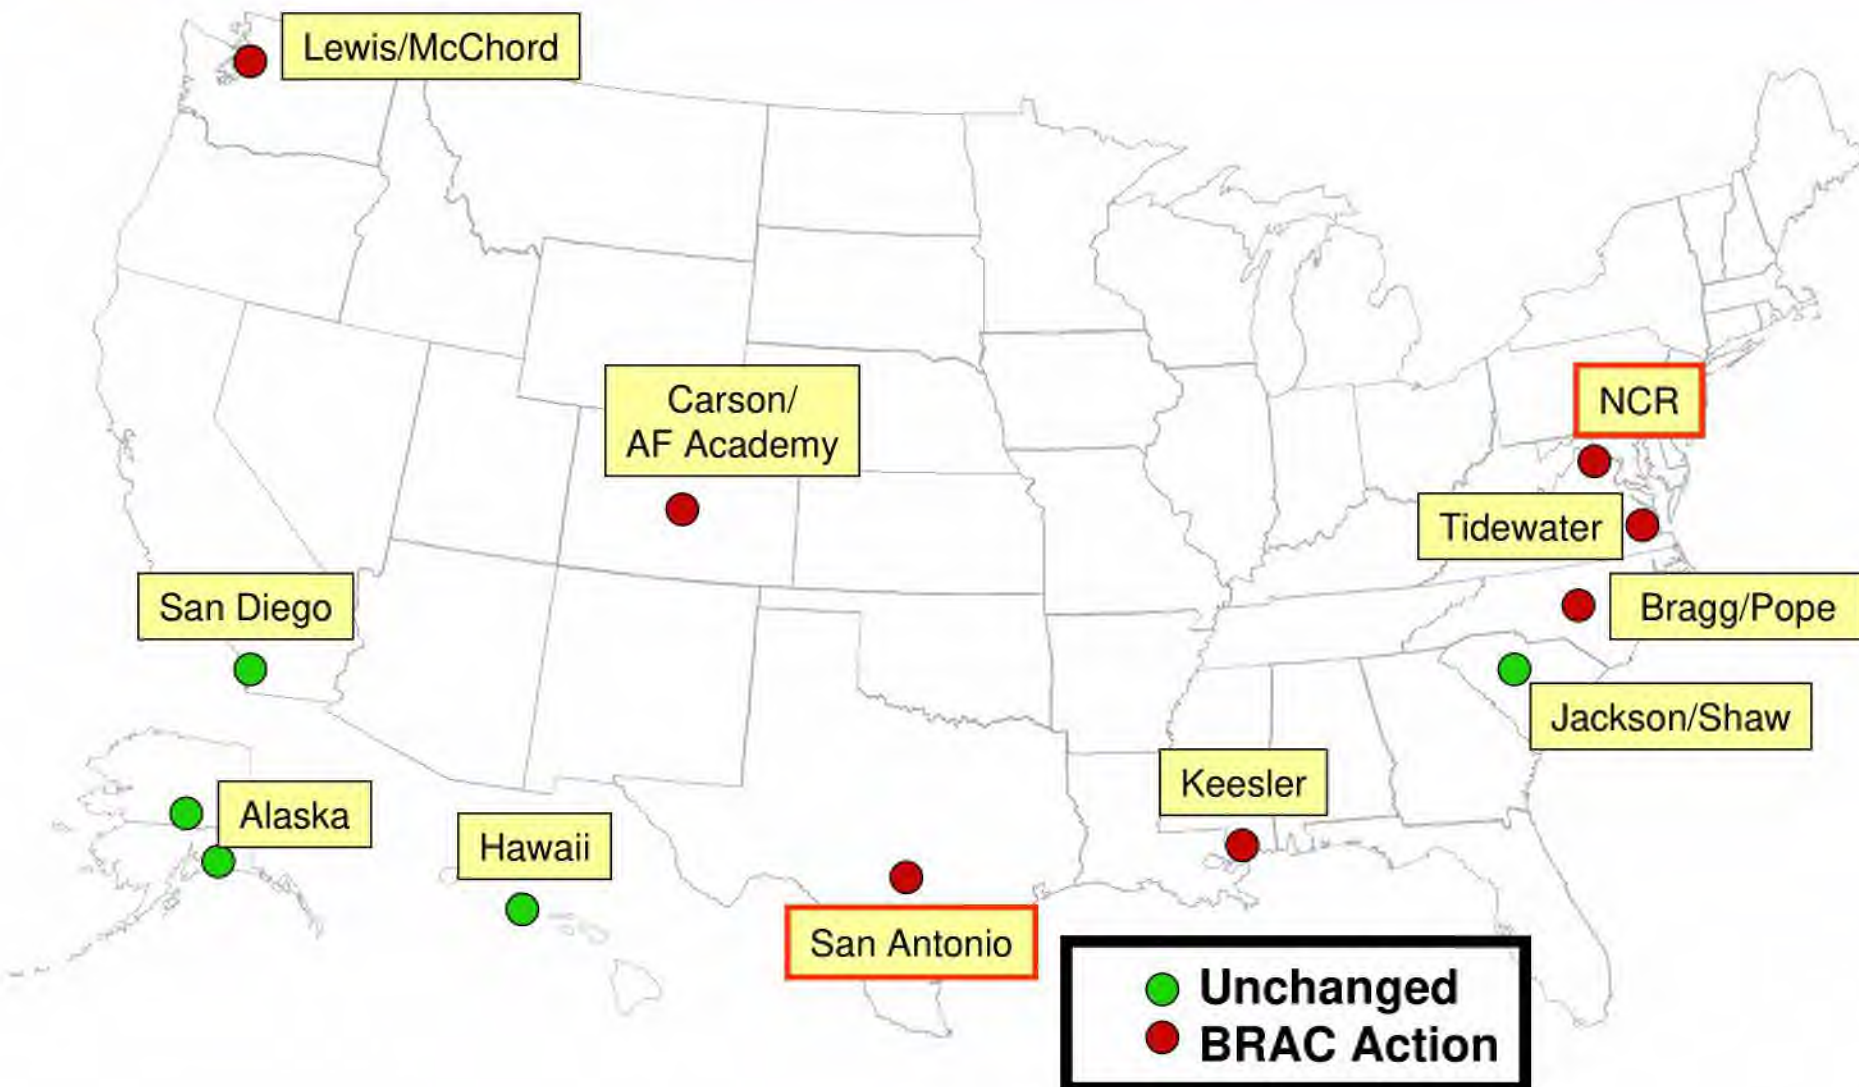 Lewis/McChord
Carson/
AF Academy
NCR
Tidewater
San Diego
Bragg/Pope
Jackson/Shaw
Keesler
Alaska
Hawaii
San Antonio
Unchanged
BRAC Action